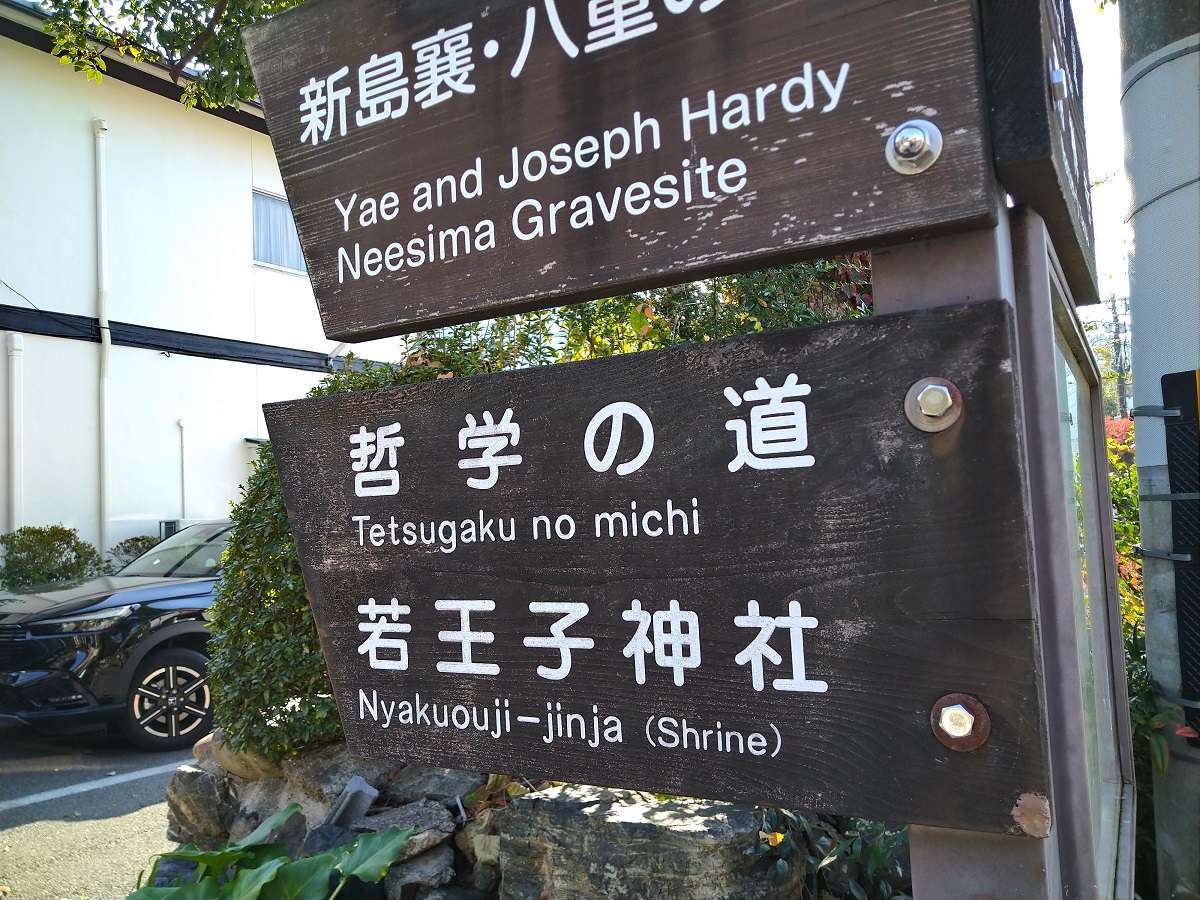 新島襄・八重の
Yae and Joseph Hardy
Neesima Gravesite
哲学の道
Tetsugaku no michi
若王子神社
Nyakuouji-jinja (Shrine)